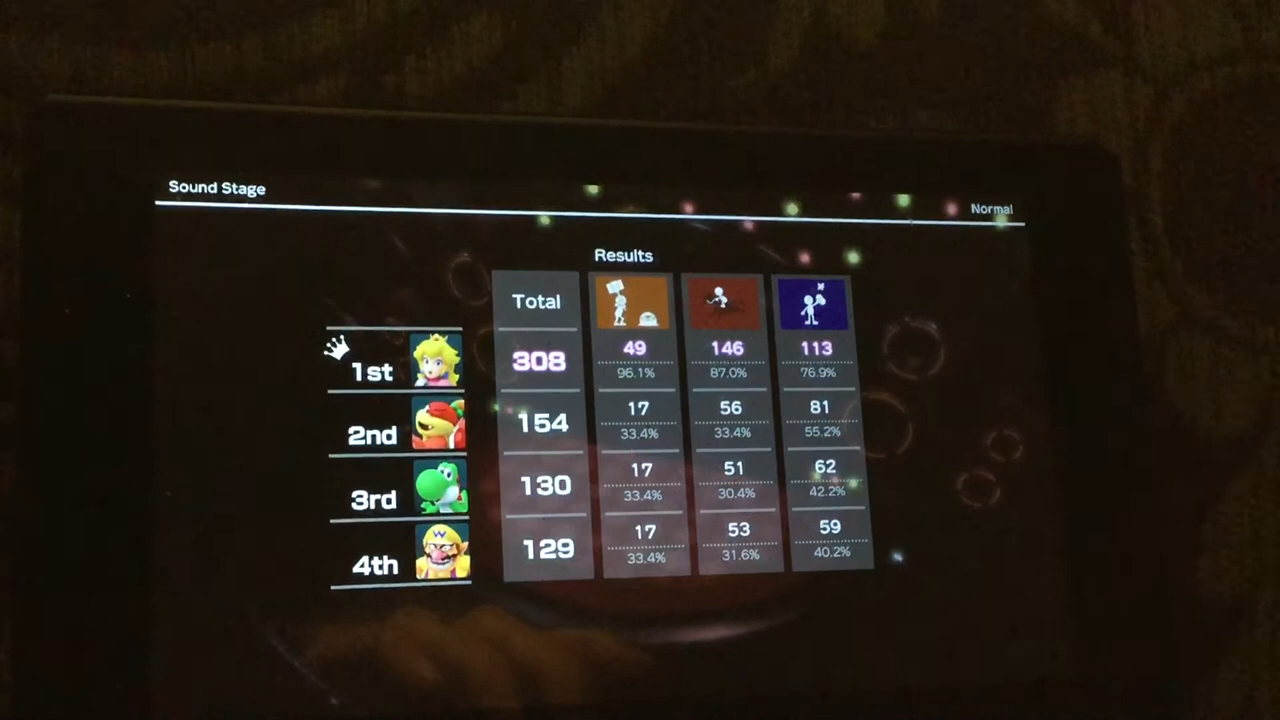 Sound Stage
Normal
Results
Total
1st 308 49 146 113
96.1% 87.0% 76.9%
2nd 154 17 56 81
33.4% 33.4% 55.2%
3rd 130 17 51 62
33.4% 30.4% 42.2%
4th 129 17 53 59
33.4% 31.6% 40.2%